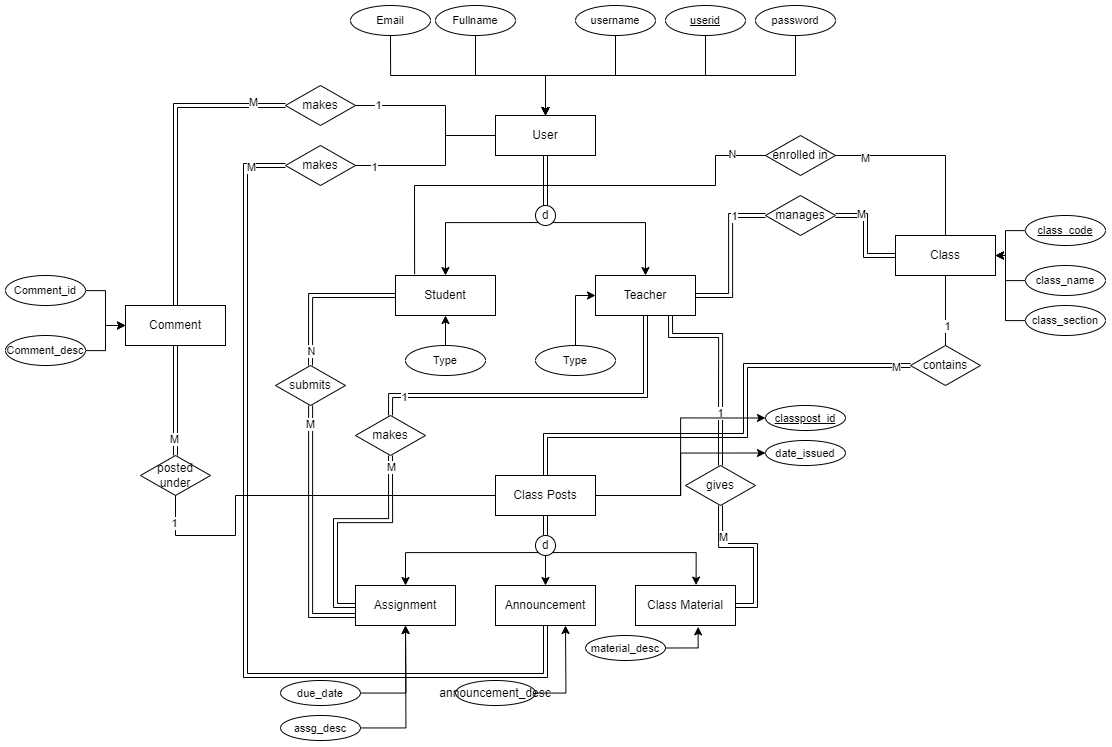 Email
Fullname
username
userid
password
M
makes
1
User
M
makes
1
N
enrolled in
M
d
1
manages
M
class_code
Class
class_name
class_section
Comment_id
Comment
Comment_desc
Student
Teacher
Type
Type
1
M
contains
N
submits
M
1
makes
M
1
classpost_id
date_issued
M
posted
under
1
Class Posts
gives
M
d
Assignment
Announcement
Class Material
material_desc
due_date
announcement_desc
assg_desc